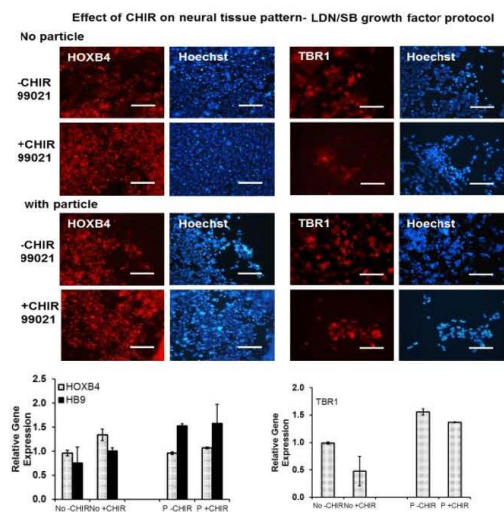 Effect of CHIR on neural tissue pattern- LDN/SB growth factor protocol
No particle
HOXB4 Hoechst TBR1 Hoechst
-CHIR
99021
+CHIR
99021
with particle
HOXB4 Hoechst TBR1 Hoechst
-CHIR
99021
+CHIR
99021
Relative Gene
Expression
2.5
2.0
1.5
1.0
0.5
0.0
HOXB4
HB9
No -CHIR No +CHIR P -CHIR P +CHIR
Relative Gene
Expression
2.0
1.5
1.0
0.5
0.0
TBR1
No -CHIR No +CHIR P -CHIR P +CHIR